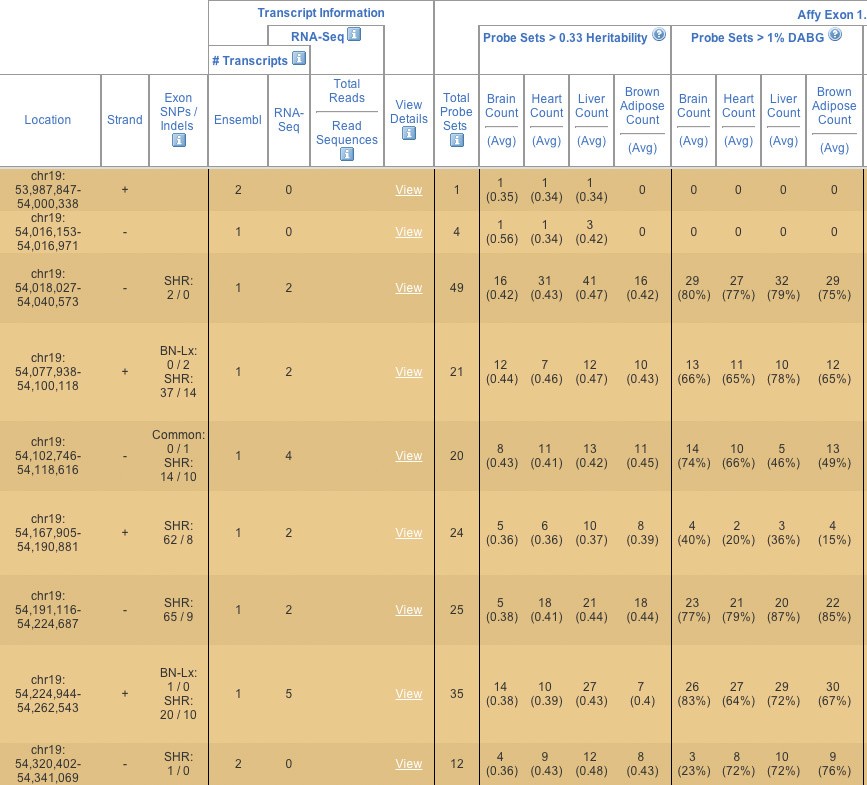 Transcript Information
Affy Exon 1.
RNA-Seq i
Probe Sets > 0.33 Heritability ?
Probe Sets > 1% DABG ?
# Transcripts i
Location
Strand
Exon
SNPs /
Indels
i
Ensembl
RNA-
Seq
Total
Reads
Read
Sequences
i
View
Details
i
Total
Probe
Sets
i
Brain
Count
(Avg)
Heart
Count
(Avg)
Liver
Count
(Avg)
Brown
Adipose
Count
(Avg)
Brain
Count
(Avg)
Heart
Count
(Avg)
Liver
Count
(Avg)
Brown
Adipose
Count
(Avg)
chr19:
53,987,847-
54,000,338
+
2
0
View
1
1
(0.35)
1
(0.34)
1
(0.34)
0
0
0
0
0
chr19:
54,016,153-
54,016,971
-
1
0
View
4
1
(0.56)
1
(0.34)
3
(0.42)
0
0
0
0
0
chr19:
54,018,027-
54,040,573
-
SHR:
2 / 0
1
2
View
49
16
(0.42)
31
(0.43)
41
(0.47)
16
(0.42)
29
(80%)
27
(77%)
32
(79%)
29
(75%)
chr19:
54,077,938-
54,100,118
+
BN-Lx:
0 / 2
SHR:
37 / 14
1
2
View
21
12
(0.44)
7
(0.46)
12
(0.47)
10
(0.43)
13
(66%)
11
(65%)
10
(78%)
12
(65%)
chr19:
54,102,746-
54,118,616
-
Common:
0 / 1
SHR:
14 / 10
1
4
View
20
8
(0.43)
11
(0.41)
13
(0.42)
11
(0.45)
14
(74%)
10
(66%)
5
(46%)
13
(49%)
chr19:
54,167,905-
54,190,881
+
SHR:
62 / 8
1
2
View
24
5
(0.36)
6
(0.36)
10
(0.37)
8
(0.39)
4
(40%)
2
(20%)
3
(36%)
4
(15%)
chr19:
54,191,116-
54,224,687
-
SHR:
65 / 9
1
2
View
25
5
(0.38)
18
(0.41)
21
(0.44)
18
(0.44)
23
(77%)
21
(79%)
20
(87%)
22
(85%)
chr19:
54,224,944-
54,262,543
+
BN-Lx:
1 / 0
SHR:
20 / 10
1
5
View
35
14
(0.38)
10
(0.39)
27
(0.43)
7
(0.4)
26
(83%)
27
(64%)
29
(72%)
30
(67%)
chr19:
54,320,402-
54,341,069
-
SHR:
1 / 0
2
0
View
12
4
(0.36)
9
(0.43)
12
(0.48)
8
(0.43)
3
(23%)
8
(72%)
10
(72%)
9
(76%)